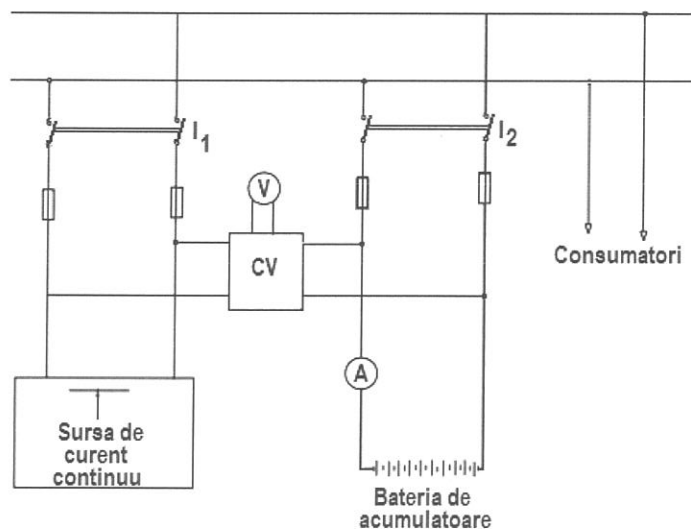 I1
I2
V
CV
Consumatori
A
Sursa de
curent
continuu
Bateria de
acumulatoare